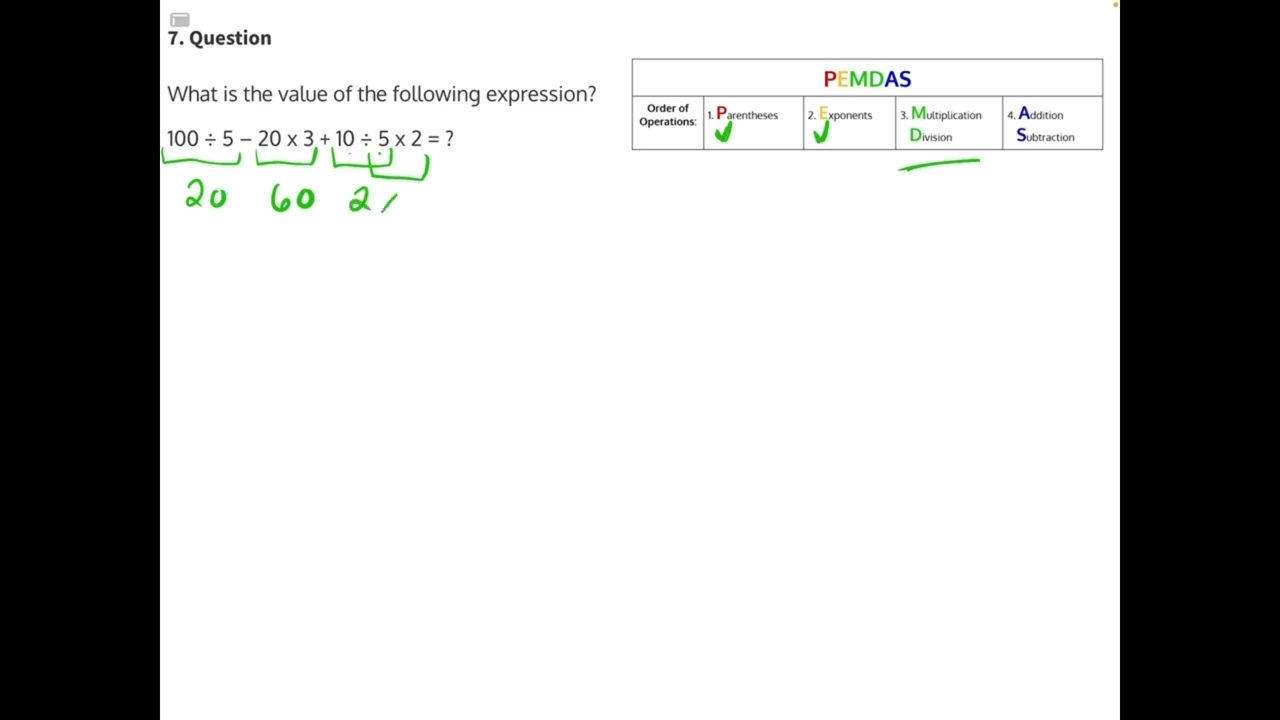 7. Question
What is the value of the following expression?
100 ÷ 5 – 20 x 3 + 10 ÷ 5 x 2 = ?
20 60 2
PEMDAS
Order of Operations: 1. Parentheses 2. Exponents 3. Multiplication Division 4. Addition Subtraction